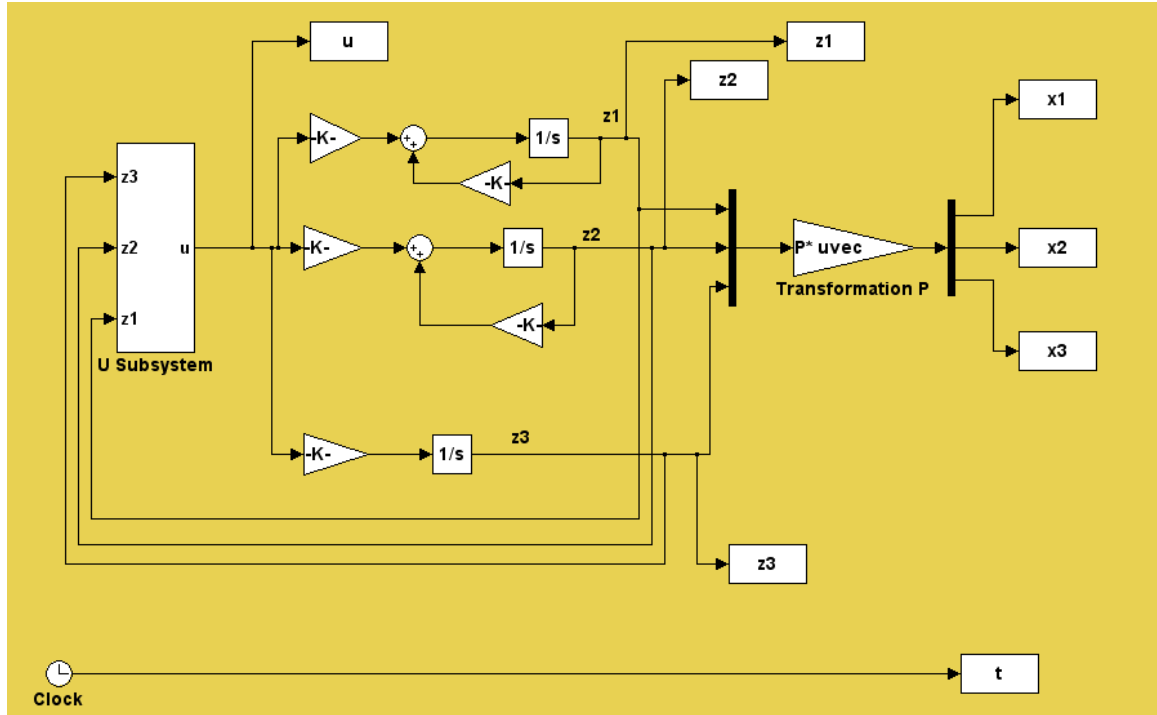 u
z1
z2
x1
z1
-K-
++
1/s
-K-
z3
z2
u
z1
U Subsystem
-K-
++
1/s
z2
-K-
P* uvec
Transformation P
x2
x3
-K-
1/s
z3
z3
Clock
t